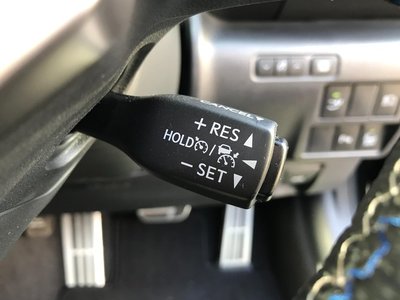 + RES
HOLD /
− SET